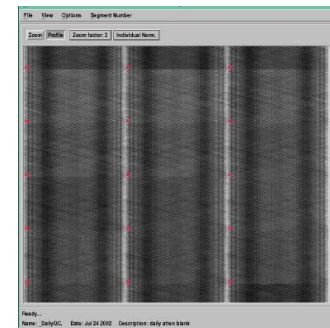 File View Options Segment Number
Zoom Profile Zoom factor: 2 Individual Norm.
Ready...
Name: _DailyQC, Date: Jul 24 2002 Description: daily atten blank